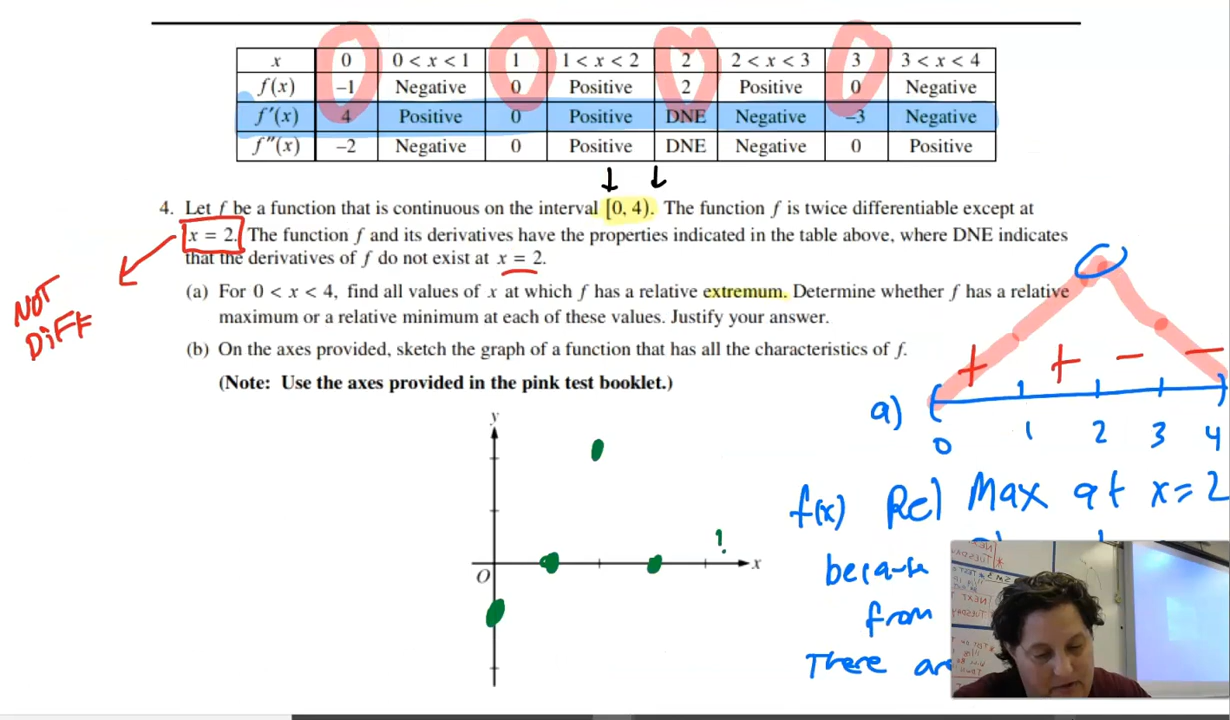 x 0 0 < x < 1 1 1 < x < 2 2 2 < x < 3 3 3 < x < 4
f(x) −1 Negative 0 Positive 2 Positive 0 Negative
f′(x) 4 Positive 0 Positive DNE Negative −3 Negative
f″(x) −2 Negative 0 Positive DNE Negative 0 Positive
4. Let f be a function that is continuous on the interval [0, 4). The function f is twice differentiable except at
x = 2. The function f and its derivatives have the properties indicated in the table above, where DNE indicates
that the derivatives of f do not exist at x = 2.
NOT
DIFF
(a) For 0 < x < 4, find all values of x at which f has a relative extremum. Determine whether f has a relative
maximum or a relative minimum at each of these values. Justify your answer.
(b) On the axes provided, sketch the graph of a function that has all the characteristics of f.
(Note: Use the axes provided in the pink test booklet.)
+ + − −
a)
0 1 2 3 4
y
!
x
O
f(x) Rel Max at x=2
because
from
There are